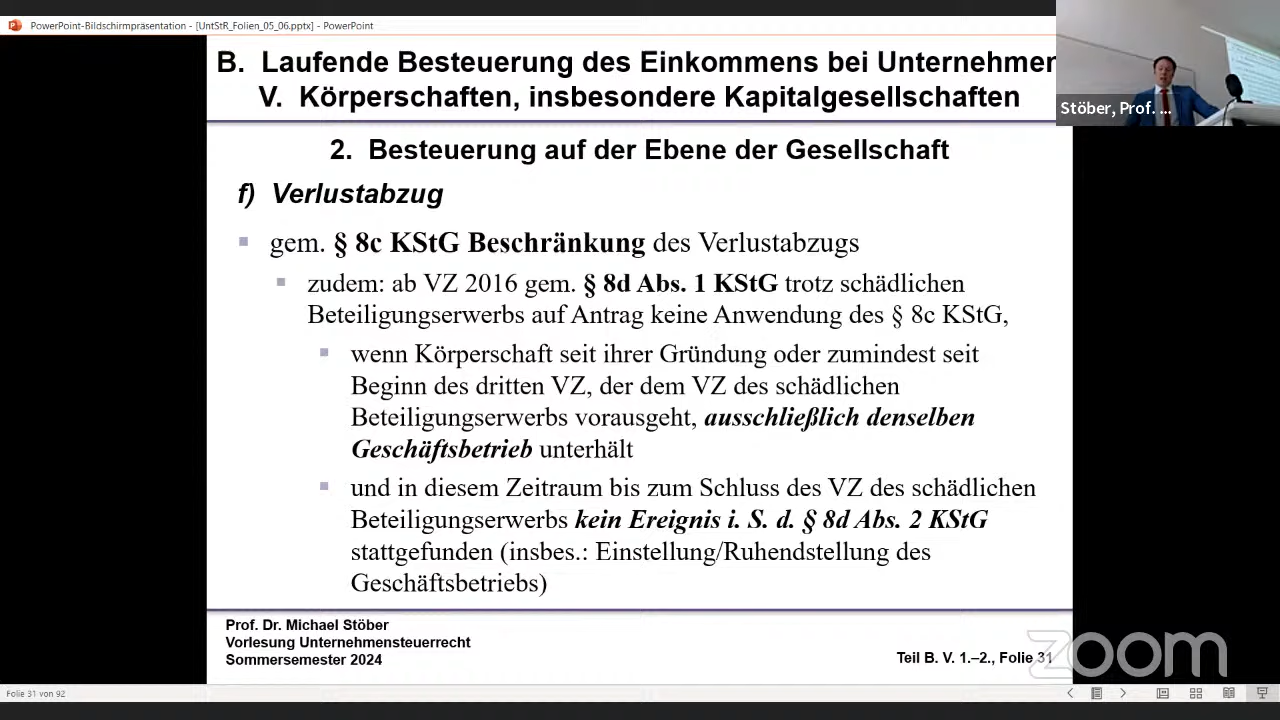 PowerPoint-Bildschirmpräsentation - [UntStR_Folien_05_06.pptx] - PowerPoint
B. Laufende Besteuerung des Einkommens bei Unternehmen
V. Körperschaften, insbesondere Kapitalgesellschaften
Stöber, Prof. ...
2. Besteuerung auf der Ebene der Gesellschaft
f) Verlustabzug
gem. § 8c KStG Beschränkung des Verlustabzugs
zudem: ab VZ 2016 gem. § 8d Abs. 1 KStG trotz schädlichen
Beteiligungserwerbs auf Antrag keine Anwendung des § 8c KStG,
wenn Körperschaft seit ihrer Gründung oder zumindest seit
Beginn des dritten VZ, der dem VZ des schädlichen
Beteiligungserwerbs vorausgeht, ausschließlich denselben
Geschäftsbetrieb unterhält
und in diesem Zeitraum bis zum Schluss des VZ des schädlichen
Beteiligungserwerbs kein Ereignis i. S. d. § 8d Abs. 2 KStG
stattgefunden (insbes.: Einstellung/Ruhendstellung des
Geschäftsbetriebs)
Prof. Dr. Michael Stöber
Vorlesung Unternehmensteuerrecht
Sommersemester 2024
Teil B. V. 1.–2., Folie 31
zoom
Folie 31 von 92